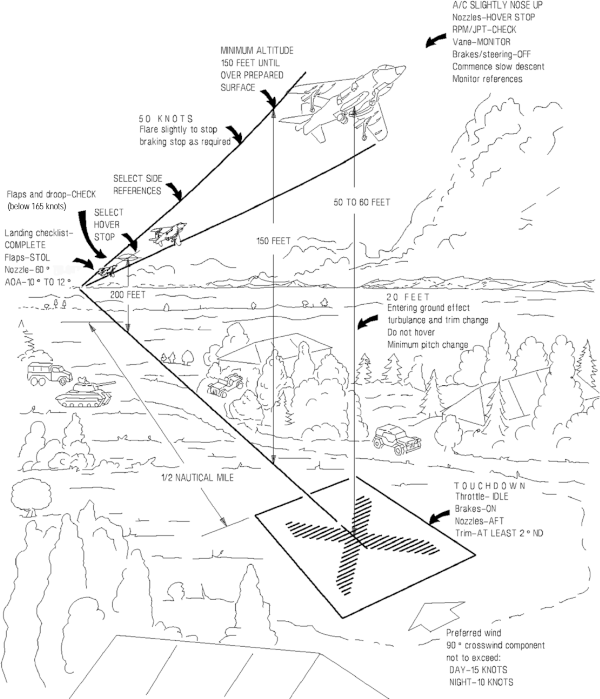 A/C SLIGHTLY NOSE UP
Nozzles-HOVER STOP
RPM/JPT-CHECK
Vane-MONITOR
Brakes/steering-OFF
Commence slow descent
Monitor references
MINIMUM ALTITUDE
150 FEET UNTIL
OVER PREPARED
SURFACE
50 KNOTS
Flare slightly to stop
braking stop as required
SELECT SIDE
REFERENCES
Flaps and droop-CHECK
(below 165 knots)
SELECT
HOVER
STOP
Landing checklist-
COMPLETE
Flaps-STOL
Nozzle-60°
AOA-10° TO 12°
50 TO 60 FEET
150 FEET
200 FEET
20 FEET
Entering ground effect
turbulance and trim change
Do not hover
Minimum pitch change
1/2 NAUTICAL MILE
TOUCHDOWN
Throttle-IDLE
Brakes-ON
Nozzles-AFT
Trim-AT LEAST 2° ND
Preferred wind
90° crosswind component
not to exceed:
DAY-15 KNOTS
NIGHT-10 KNOTS